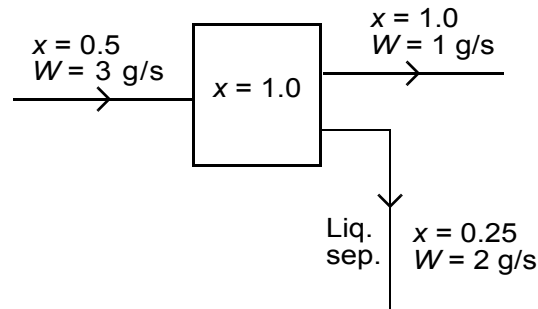 x = 0.5
W = 3 g/s
x = 1.0
x = 1.0
W = 1 g/s
Liq.
sep.
x = 0.25
W = 2 g/s